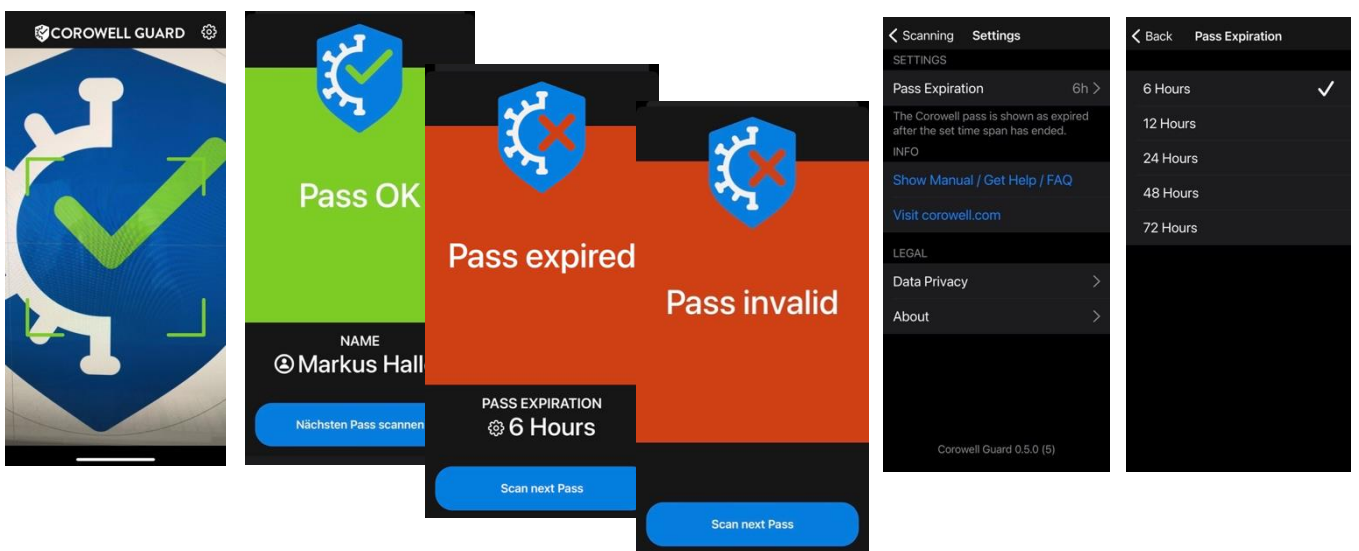 COROWELL GUARD
Pass OK
NAME
Markus Hall
Nächsten Pass scannen
Pass expired
PASS EXPIRATION
6 Hours
Scan next Pass
Pass invalid
Scan next Pass
Scanning Settings
SETTINGS
Pass Expiration 6h
The Corowell pass is shown as expired
after the set time span has ended.
INFO
Show Manual / Get Help / FAQ
Visit corowell.com
LEGAL
Data Privacy
About
Corowell Guard 0.5.0 (5)
Back Pass Expiration
6 Hours
12 Hours
24 Hours
48 Hours
72 Hours